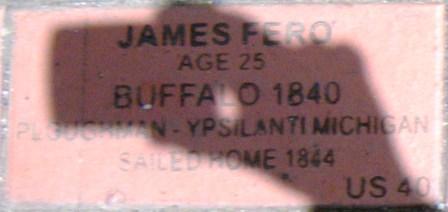 JAMES FERO
AGE 25
BUFFALO 1840
PLOUGHMAN - YPSILANTI MICHIGAN
SAILED HOME 1844
US 40